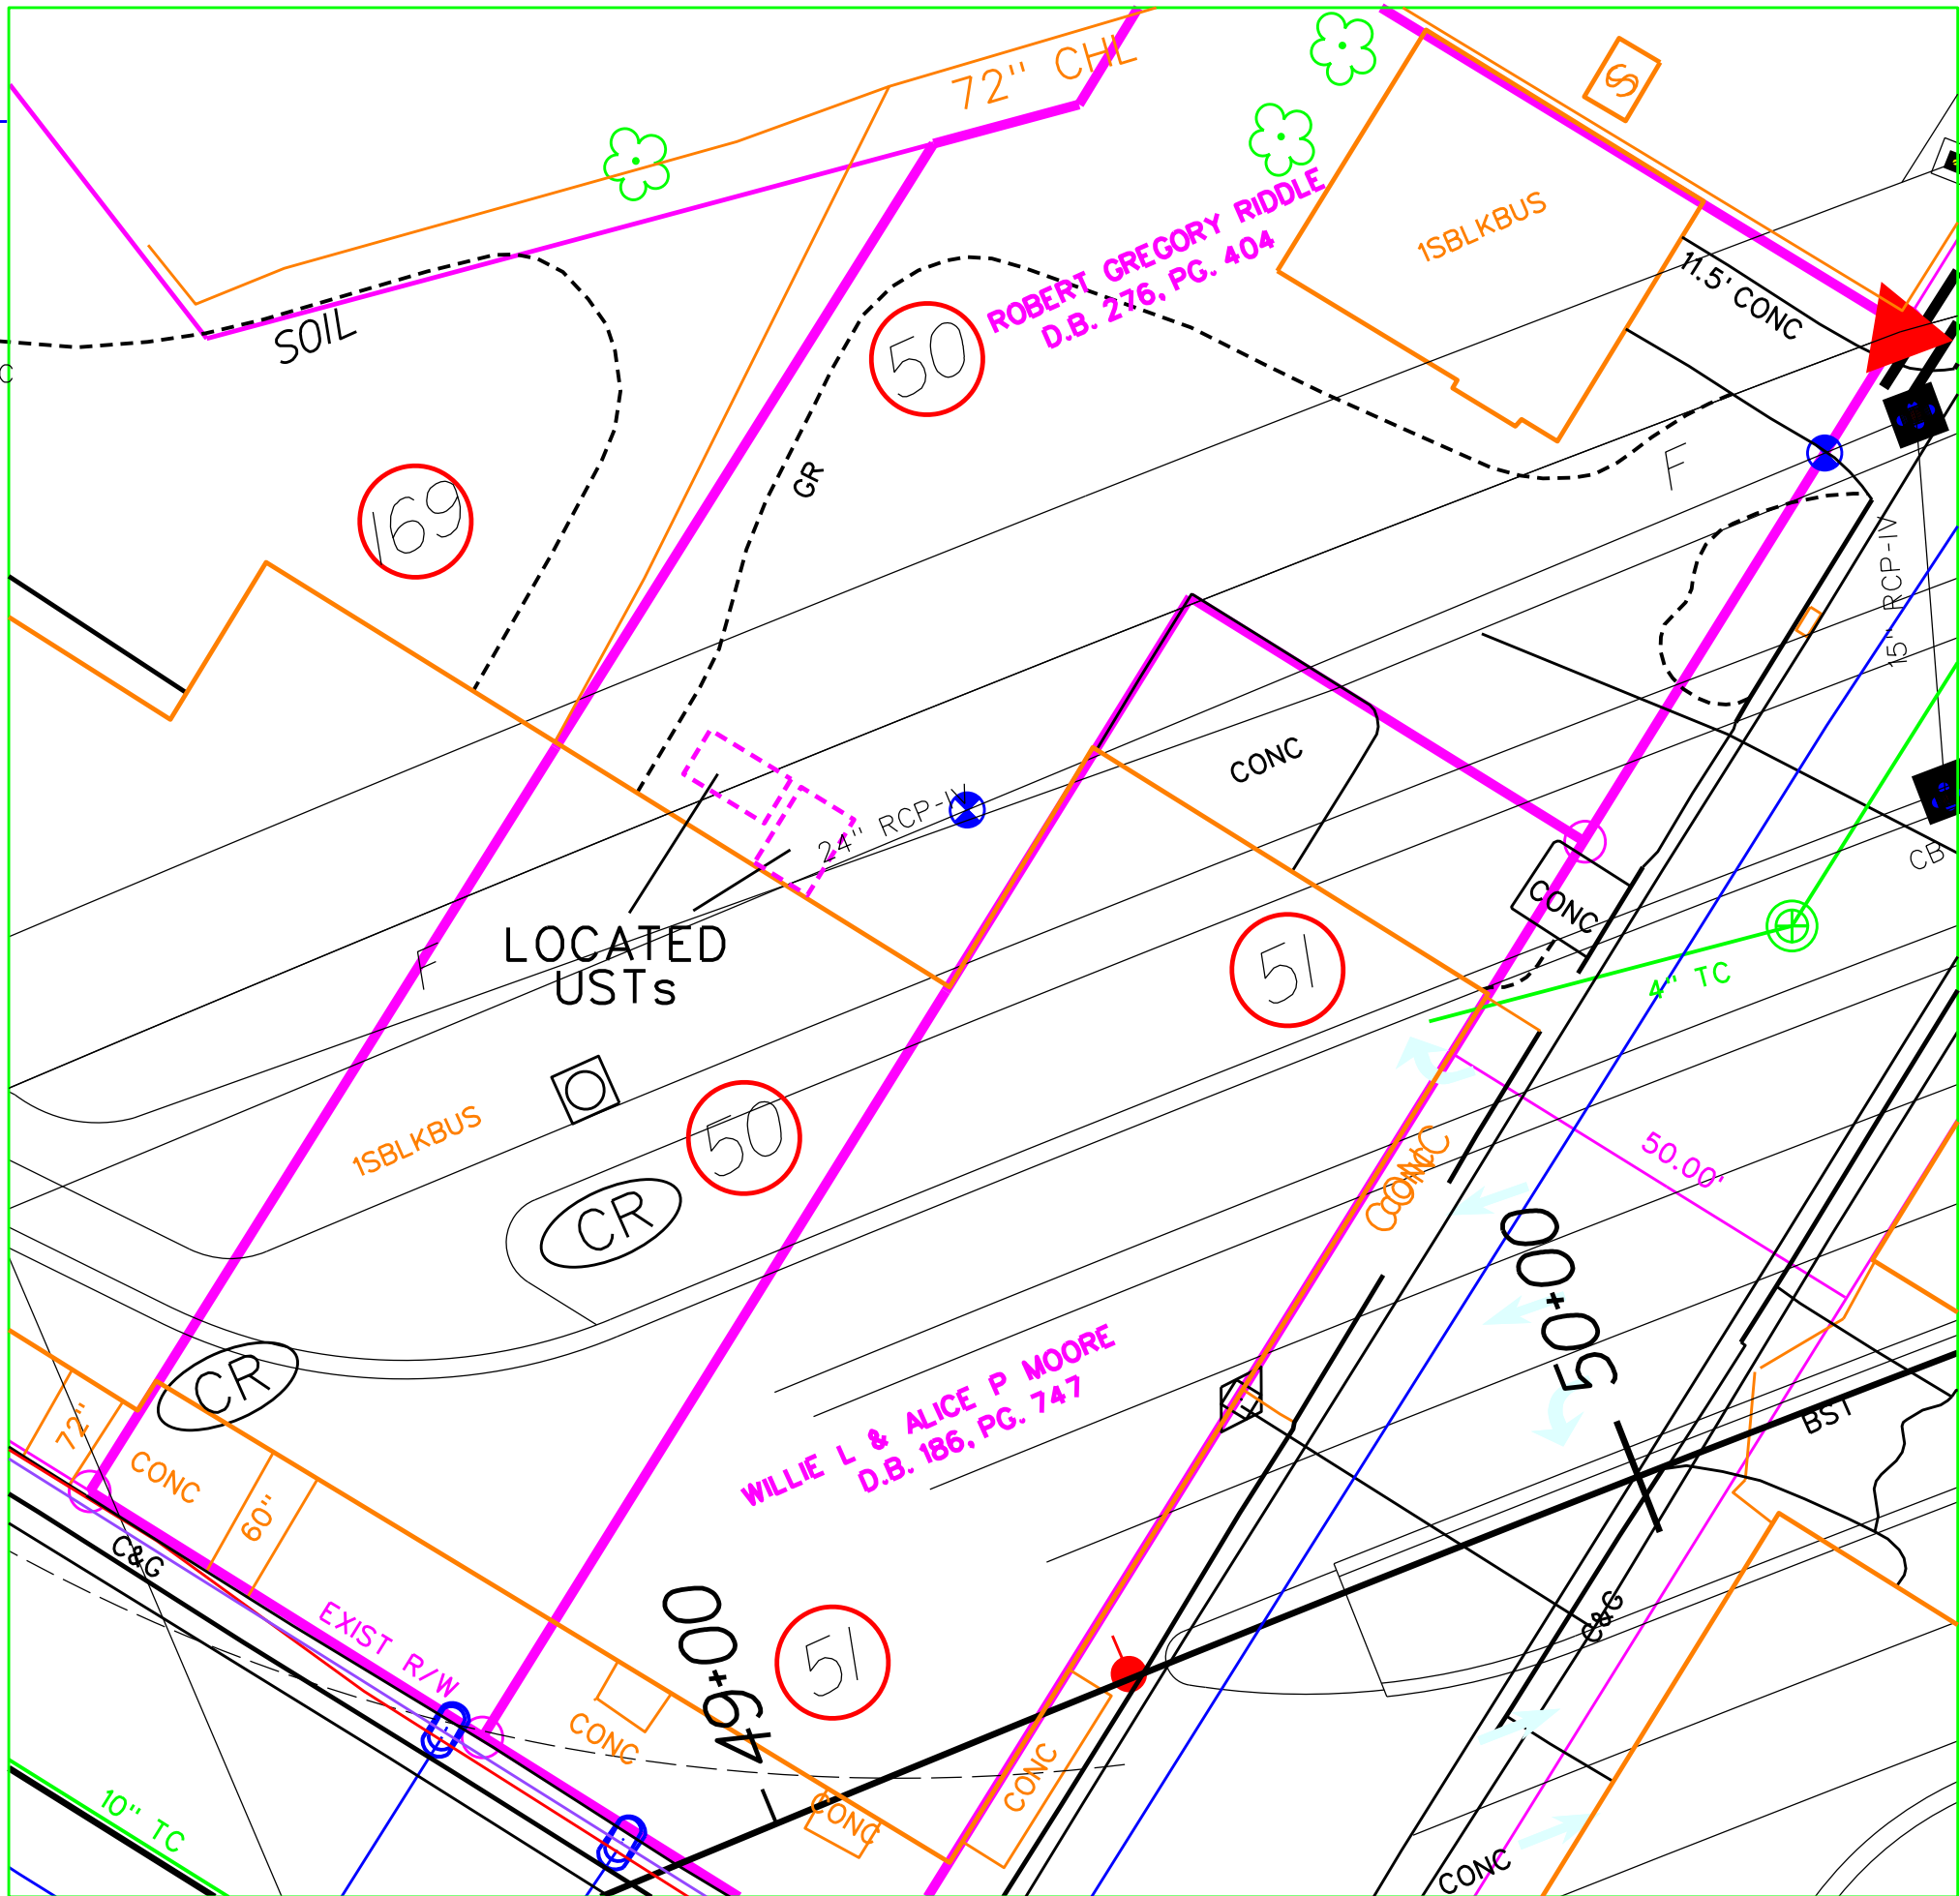 72" CHL
S
ROBERT GREGORY RIDDLE
D.B. 276, PG. 404
1SBLKBUS
11.5' CONC
SOIL
C
50
GR
169
F
15" RCP-IV
CONC
24" RCP-IV
CB
CONC
LOCATED
USTs
F
51
4" TC
1SBLKBUS
50
CR
CONC
CONC
50.00'
50+00
CR
WILLIE L & ALICE P MOORE
D.B. 186, PG. 747
BST
72"
CONC
60"
C&G
EXIST R/W
49+00
51
C&G
CONC
CONC
CONC
10" TC
CONC